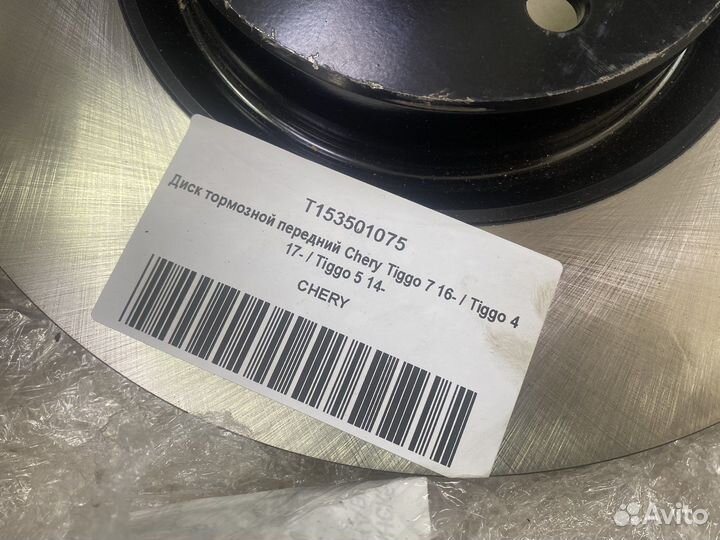 T153501075
Диск тормозной передний Chery Tiggo 7 16- / Tiggo 4
17- / Tiggo 5 14-
CHERY
Avito